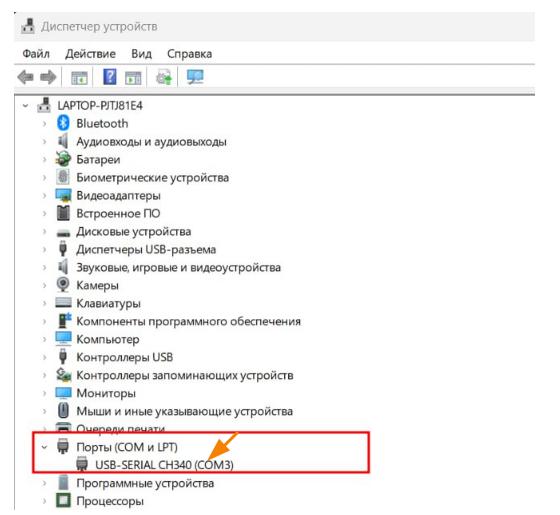 Диспетчер устройств
Файл Действие Вид Справка
LAPTOP-PJTJ81E4
Bluetooth
Аудиовходы и аудиовыходы
Батареи
Биометрические устройства
Видеоадаптеры
Встроенное ПО
Дисковые устройства
Диспетчеры USB-разъема
Звуковые, игровые и видеоустройства
Камеры
Клавиатуры
Компоненты программного обеспечения
Компьютер
Контроллеры USB
Контроллеры запоминающих устройств
Мониторы
Мыши и иные указывающие устройства
Очереди печати
Порты (COM и LPT)
USB-SERIAL CH340 (COM3)
Программные устройства
Процессоры